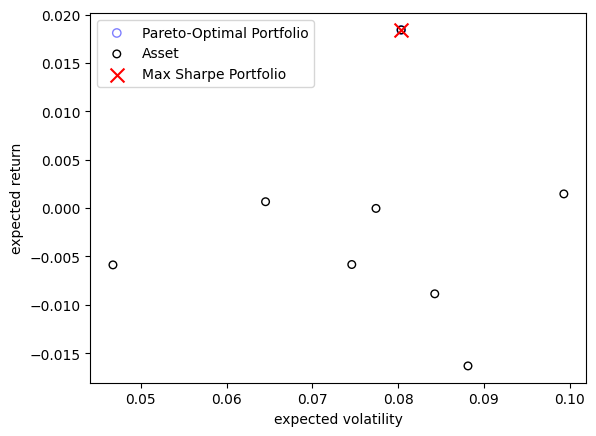 Pareto-Optimal Portfolio
Asset
Max Sharpe Portfolio
0.020
0.015
0.010
0.005
0.000
−0.005
−0.010
−0.015
expected return
0.05 0.06 0.07 0.08 0.09 0.10
expected volatility